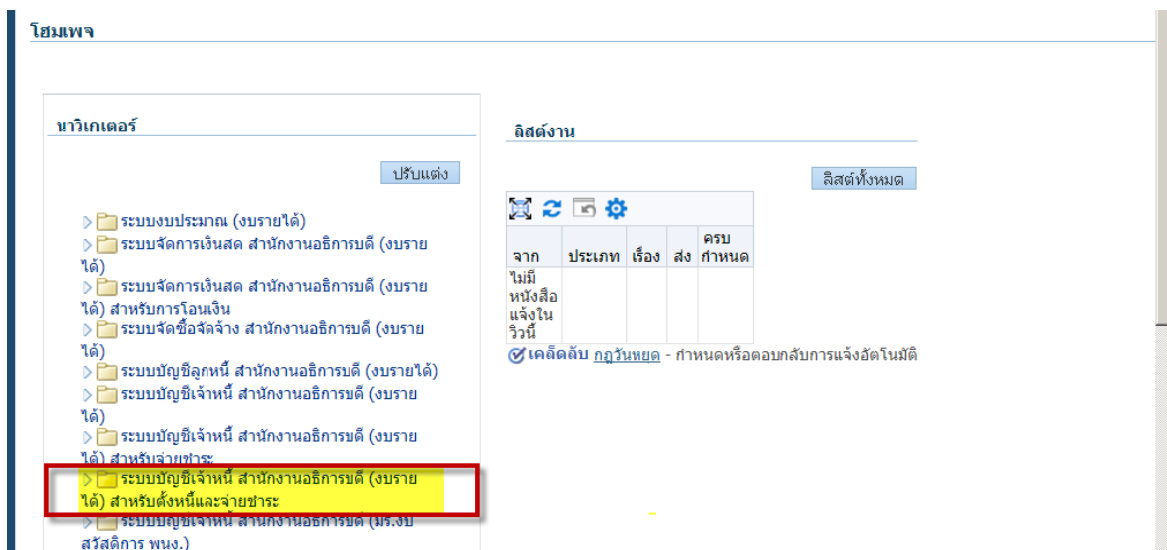 โฮมเพจ
นาวิเกเตอร์
ปรับแต่ง
ระบบงบประมาณ (งบรายได้)
ระบบจัดการเงินสด สำนักงานอธิการบดี (งบราย
ได้)
ระบบจัดการเงินสด สำนักงานอธิการบดี (งบราย
ได้) สำหรับการโอนเงิน
ระบบจัดซื้อจัดจ้าง สำนักงานอธิการบดี (งบราย
ได้)
ระบบบัญชีลูกหนี้ สำนักงานอธิการบดี (งบรายได้)
ระบบบัญชีเจ้าหนี้ สำนักงานอธิการบดี (งบราย
ได้)
ระบบบัญชีเจ้าหนี้ สำนักงานอธิการบดี (งบราย
ได้) สำหรับจ่ายชำระ
ระบบบัญชีเจ้าหนี้ สำนักงานอธิการบดี (งบราย
ได้) สำหรับตั้งหนี้และจ่ายชำระ
ระบบบัญชีเจ้าหนี้ สำนักงานอธิการบดี (มร.งบ
สวัสดิการ พนง.)
ลิสต์งาน
ลิสต์ทั้งหมด
จาก ประเภท เรื่อง ส่ง ครบ
กำหนด
ไม่มี
หนังสือ
แจ้งใน
วิวนี้
เคล็ดลับ กฎวันหยุด - กำหนดหรือตอบกลับการแจ้งอัตโนมัติ